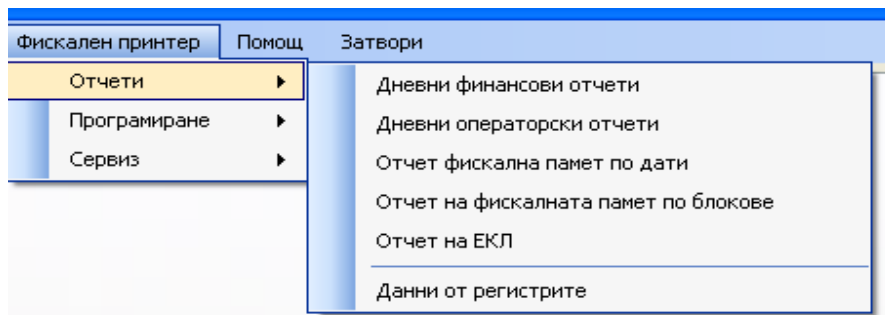 Фискален принтер Помощ Затвори
Отчети
Програмиране
Сервиз
Дневни финансови отчети
Дневни операторски отчети
Отчет фискална памет по дати
Отчет на фискалната памет по блокове
Отчет на ЕКЛ
Данни от регистрите